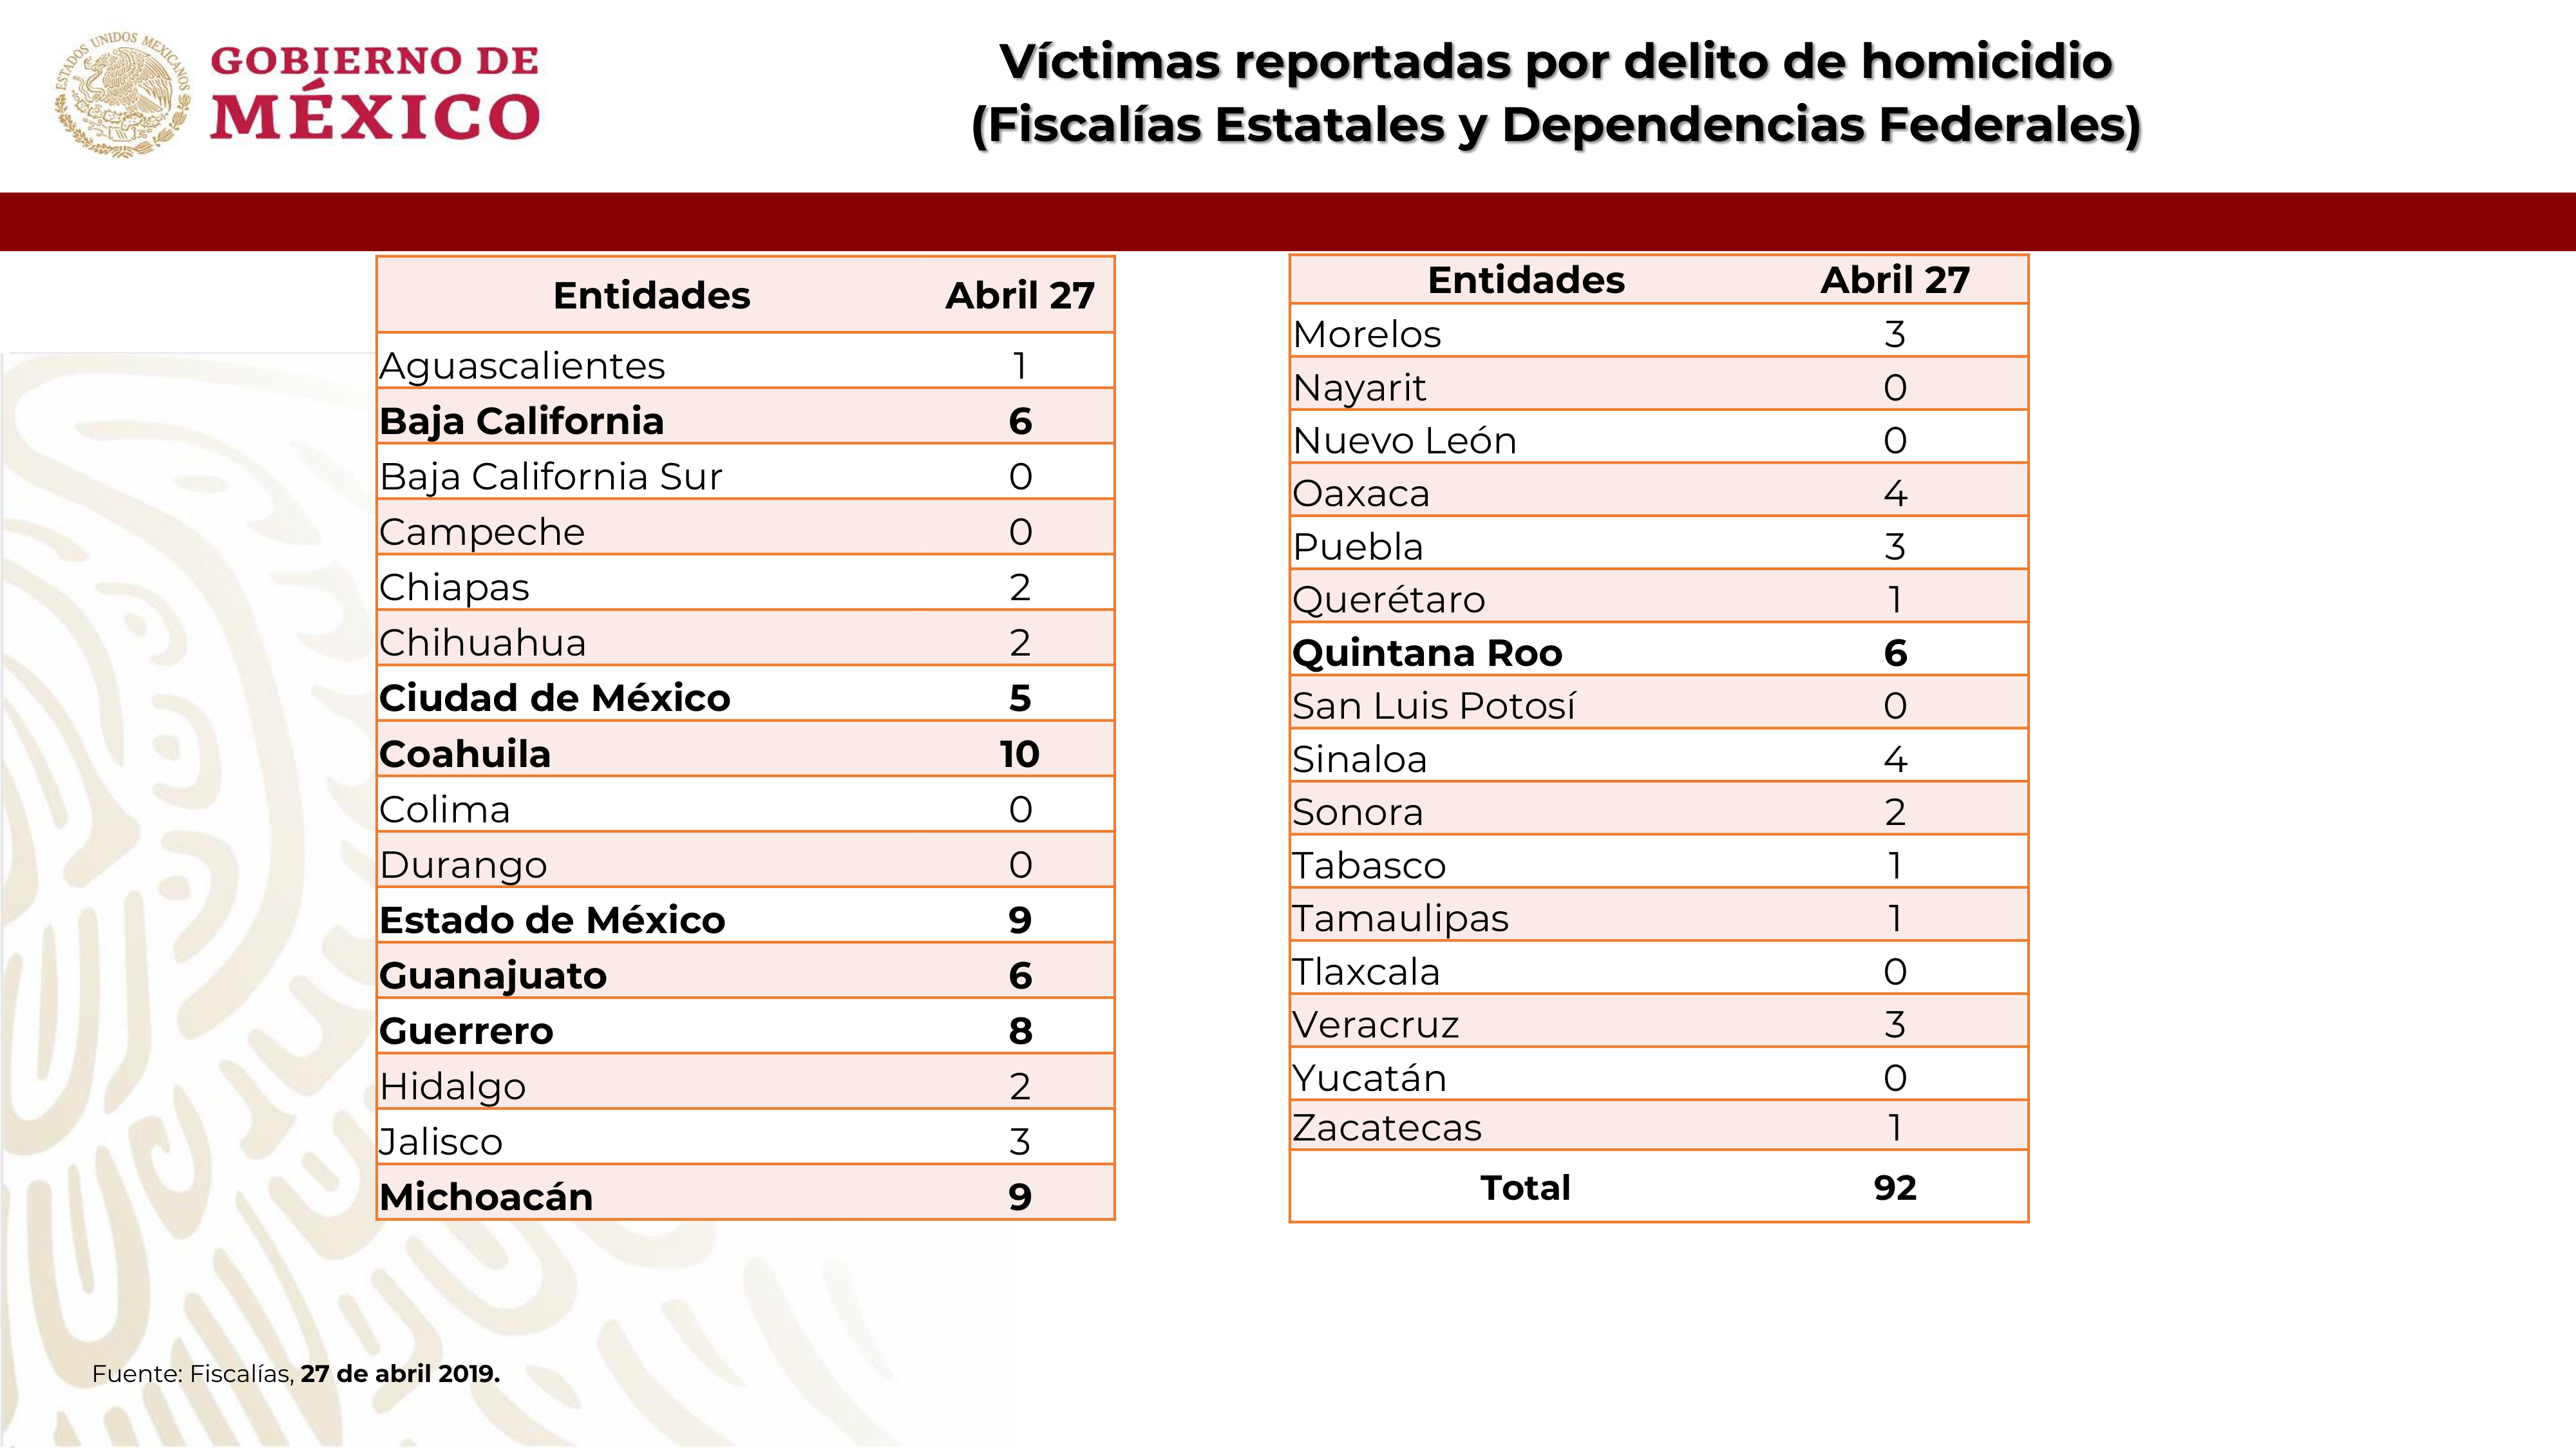 ESTADOS UNIDOS MEXICANOS
GOBIERNO DE
MÉXICO
Víctimas reportadas por delito de homicidio
(Fiscalías Estatales y Dependencias Federales)
Entidades Abril 27
Aguascalientes 1
Baja California 6
Baja California Sur 0
Campeche 0
Chiapas 2
Chihuahua 2
Ciudad de México 5
Coahuila 10
Colima 0
Durango 0
Estado de México 9
Guanajuato 6
Guerrero 8
Hidalgo 2
Jalisco 3
Michoacán 9
Entidades Abril 27
Morelos 3
Nayarit 0
Nuevo León 0
Oaxaca 4
Puebla 3
Querétaro 1
Quintana Roo 6
San Luis Potosí 0
Sinaloa 4
Sonora 2
Tabasco 1
Tamaulipas 1
Tlaxcala 0
Veracruz 3
Yucatán 0
Zacatecas 1
Total 92
Fuente: Fiscalías, 27 de abril 2019.